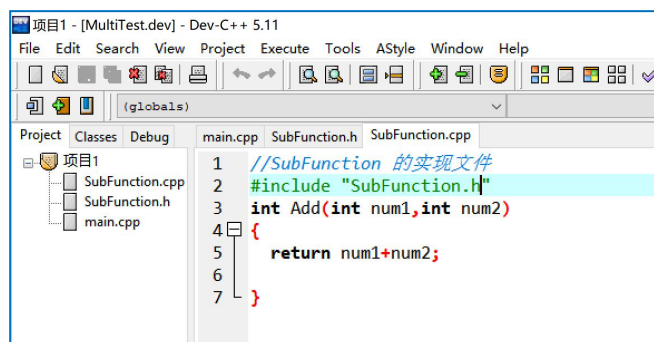 项目1 - [MultiTest.dev] - Dev-C++ 5.11
File Edit Search View Project Execute Tools AStyle Window Help
(globals)
Project Classes Debug main.cpp SubFunction.h SubFunction.cpp
项目1
SubFunction.cpp
SubFunction.h
main.cpp
1 //SubFunction 的实现文件
2 #include "SubFunction.h"
3 int Add(int num1,int num2)
4 {
5 return num1+num2;
6
7 }